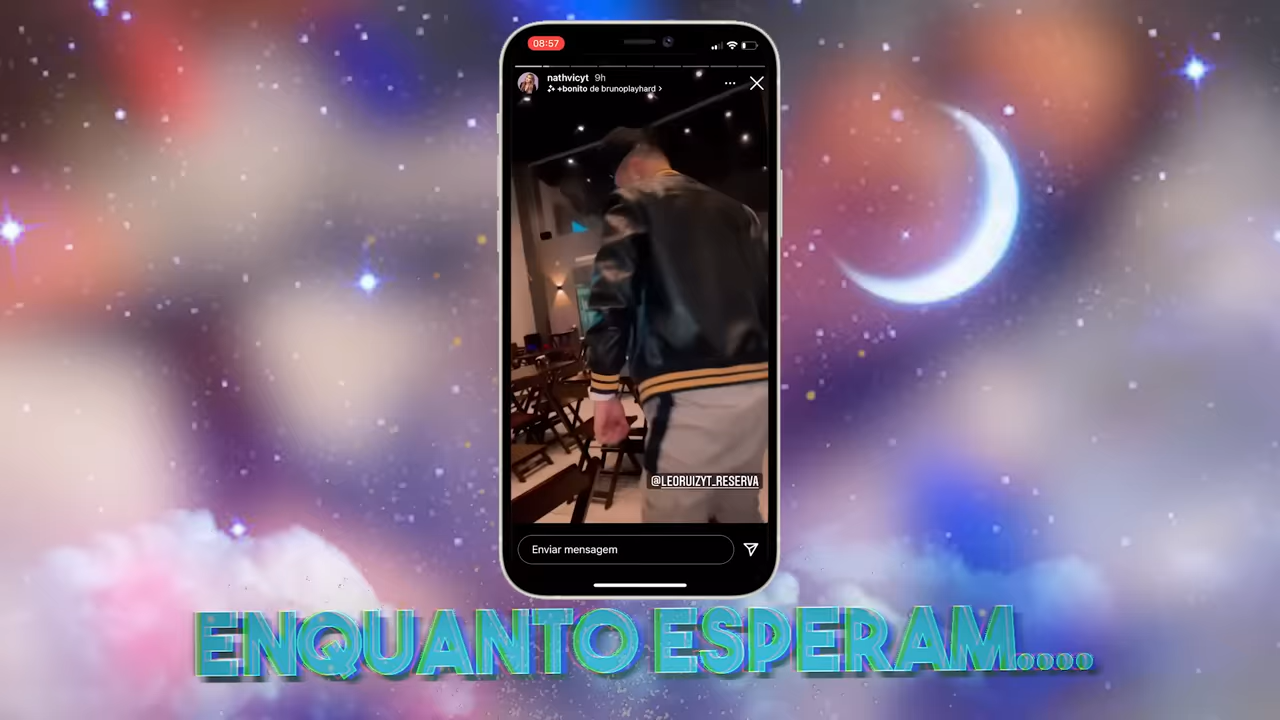 08:57
nathvicyt 9h
+bonito de brunoplayhard >
@LEORUIZYT_RESERVA
Enviar mensagem
ENQUANTO ESPERAM....